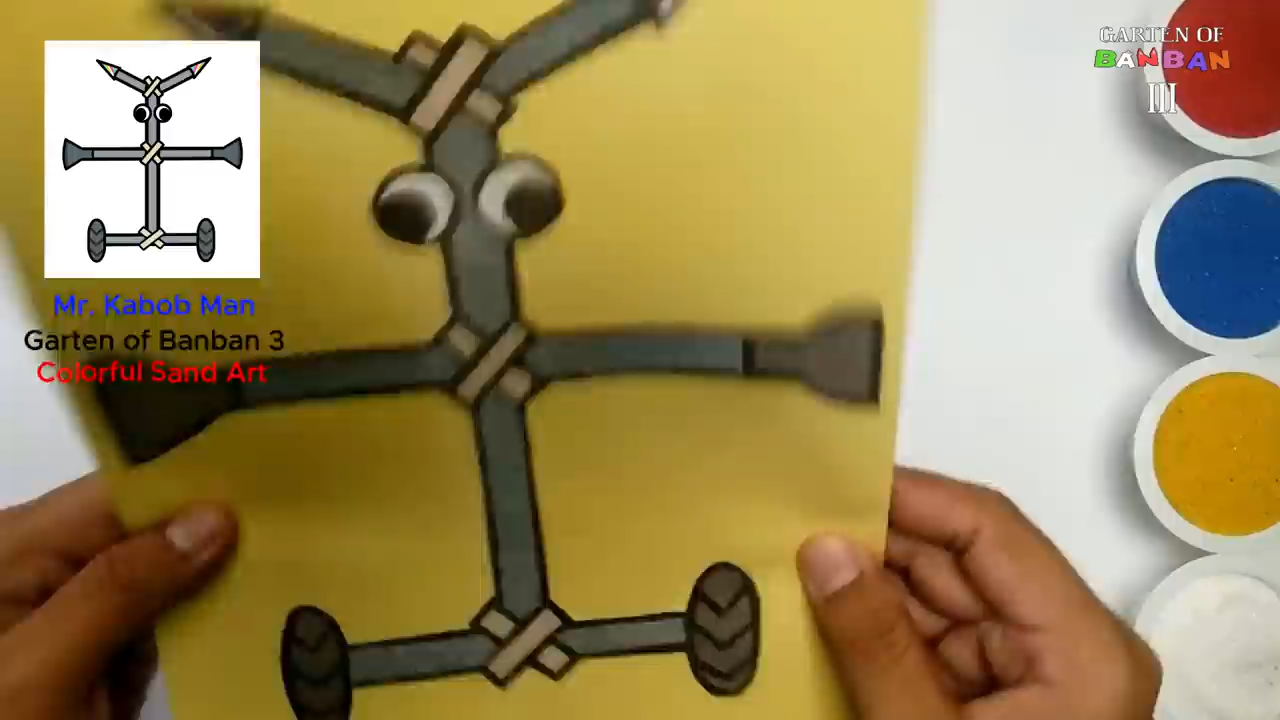 Mr. Kabob Man
Garten of Banban 3
Colorful Sand Art
GARTEN OF
BANBAN
III